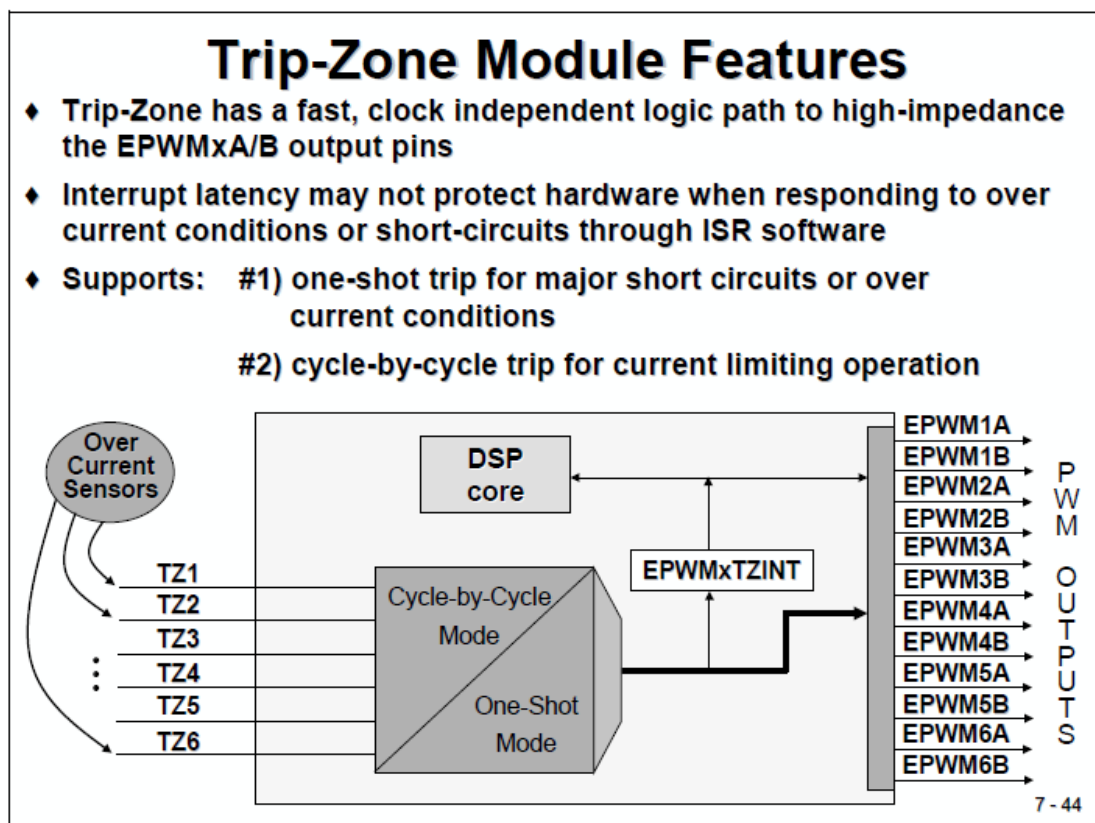 Trip-Zone Module Features
♦ Trip-Zone has a fast, clock independent logic path to high-impedance
the EPWMxA/B output pins
♦ Interrupt latency may not protect hardware when responding to over
current conditions or short-circuits through ISR software
♦ Supports: #1) one-shot trip for major short circuits or over
current conditions
#2) cycle-by-cycle trip for current limiting operation
Over
Current
Sensors
DSP
core
EPWMxTZINT
TZ1
TZ2
TZ3
TZ4
TZ5
TZ6
Cycle-by-Cycle
Mode
One-Shot
Mode
EPWM1A
EPWM1B
EPWM2A
EPWM2B
EPWM3A
EPWM3B
EPWM4A
EPWM4B
EPWM5A
EPWM5B
EPWM6A
EPWM6B
PWM OUTPUTS
7 - 44